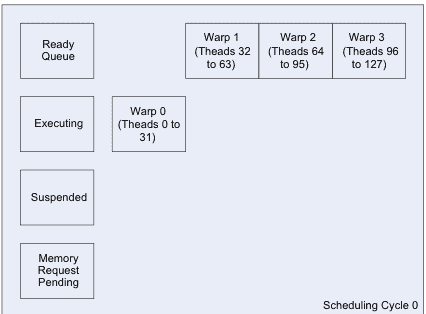 Ready
Queue
Warp 1
(Theads 32
to 63)
Warp 2
(Theads 64
to 95)
Warp 3
(Theads 96
to 127)
Executing
Warp 0
(Theads 0 to
31)
Suspended
Memory
Request
Pending
Scheduling Cycle 0